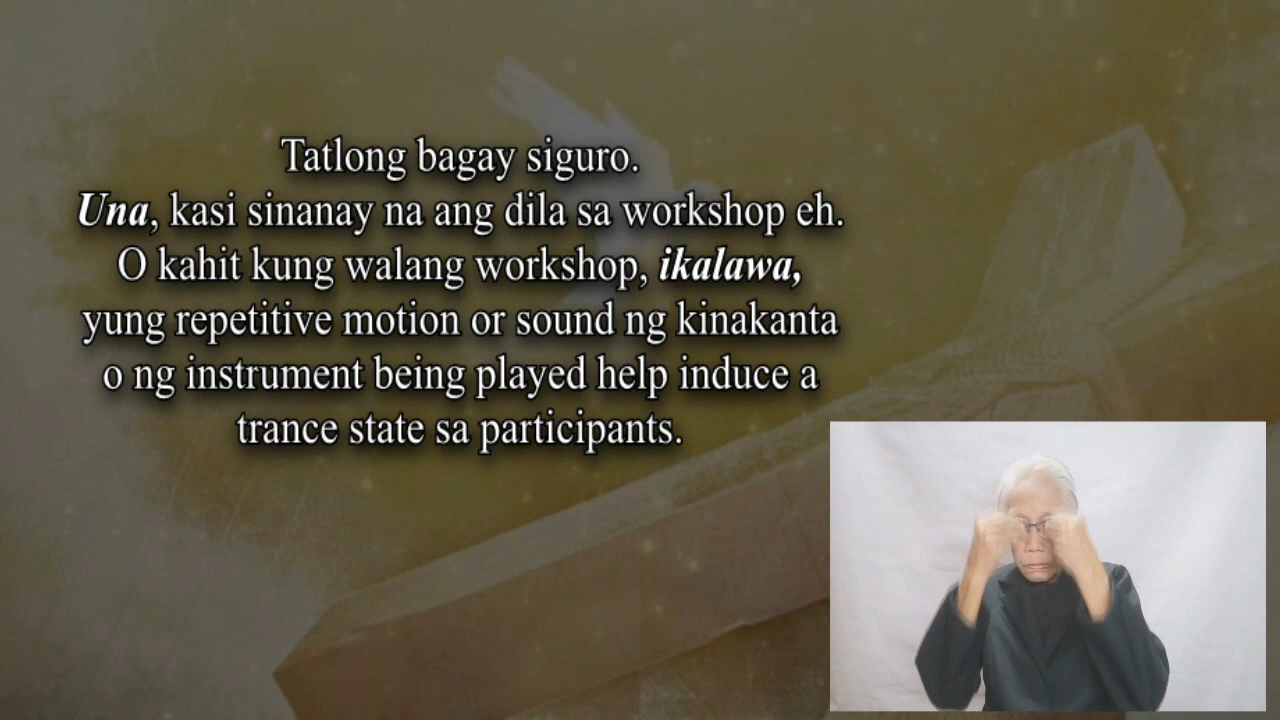 Tatlong bagay siguro.
Una, kasi sinanay na ang dila sa workshop eh.
O kahit kung walang workshop, ikalawa,
yung repetitive motion or sound ng kinakanta
o ng instrument being played help induce a
trance state sa participants.